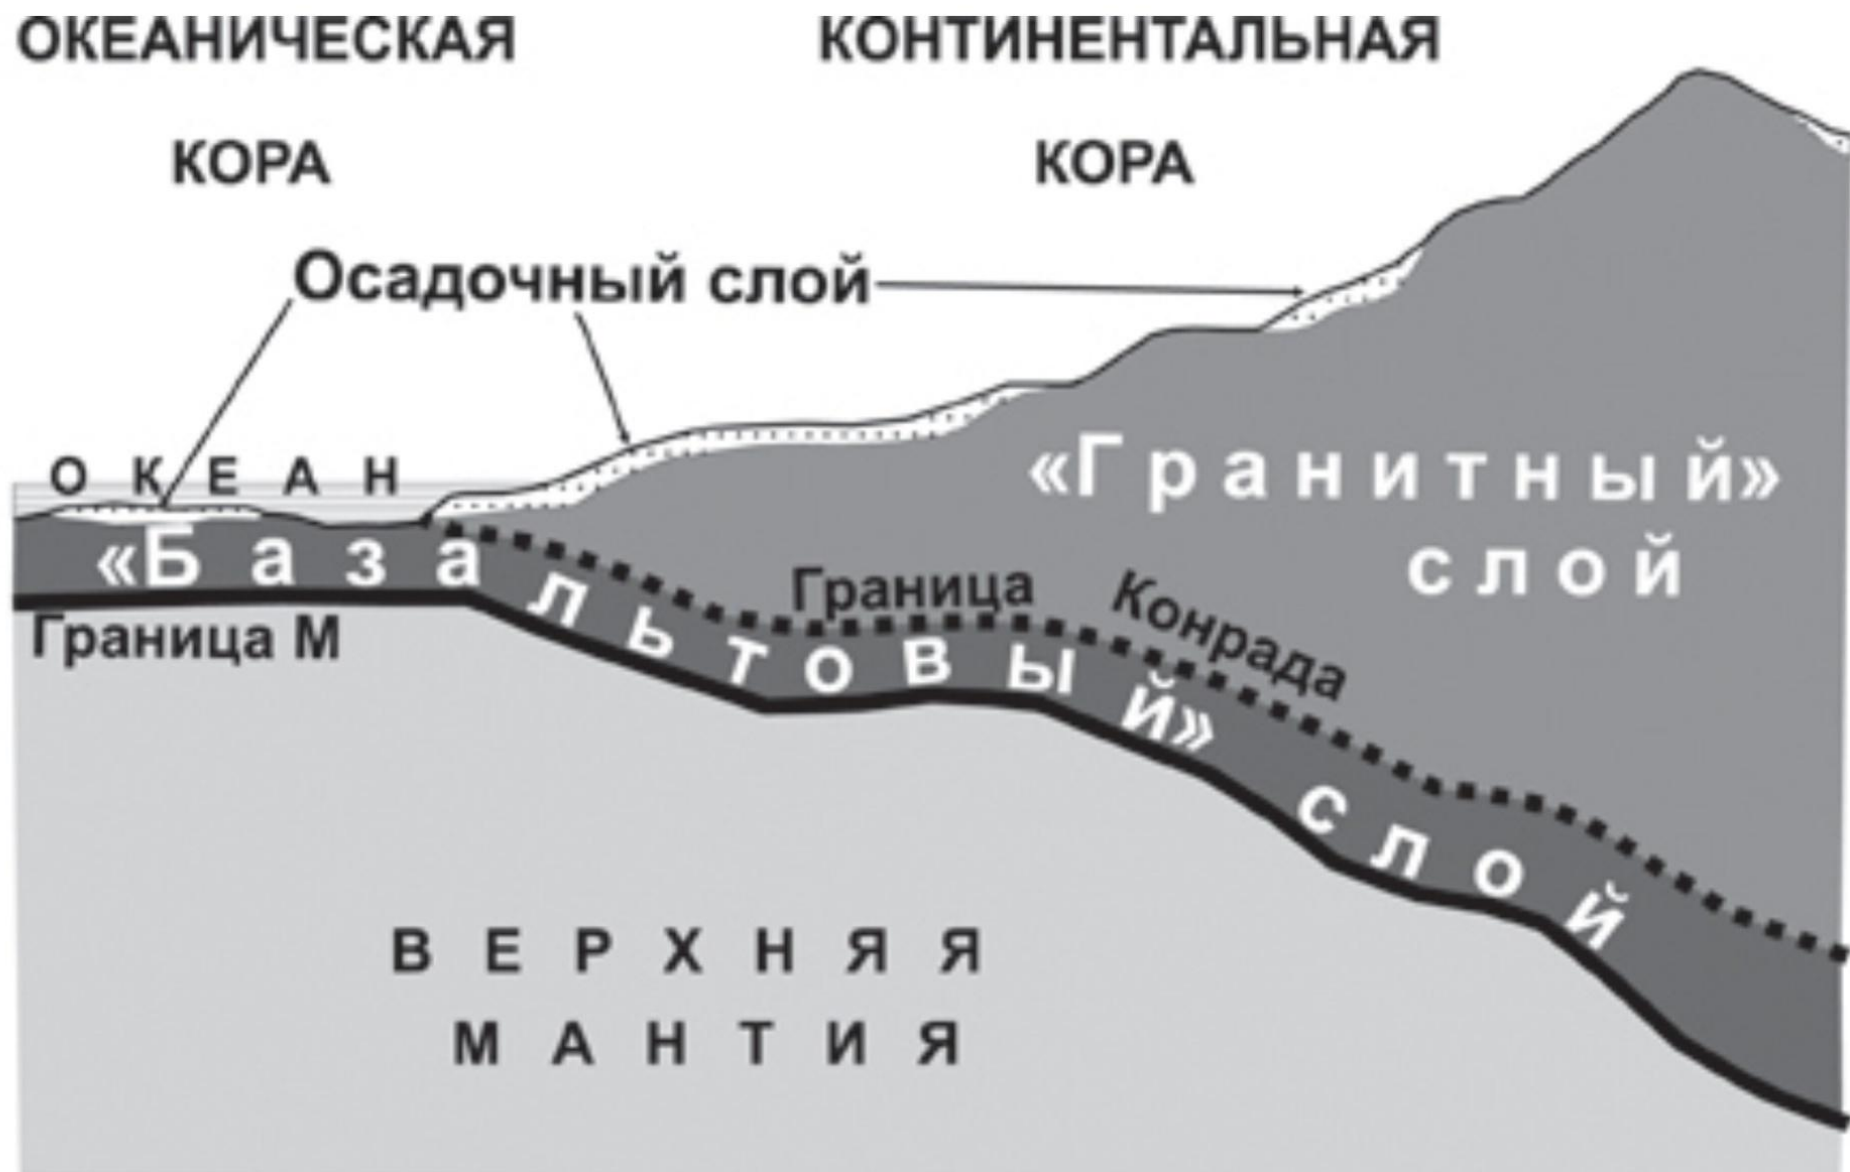 ОКЕАНИЧЕСКАЯ
КОРА
КОНТИНЕНТАЛЬНАЯ
КОРА
Осадочный слой
ОКЕАН
«Гранитный»
слой
«Базальтовый» слой
Граница Конрада
Граница М
ВЕРХНЯЯ
МАНТИЯ